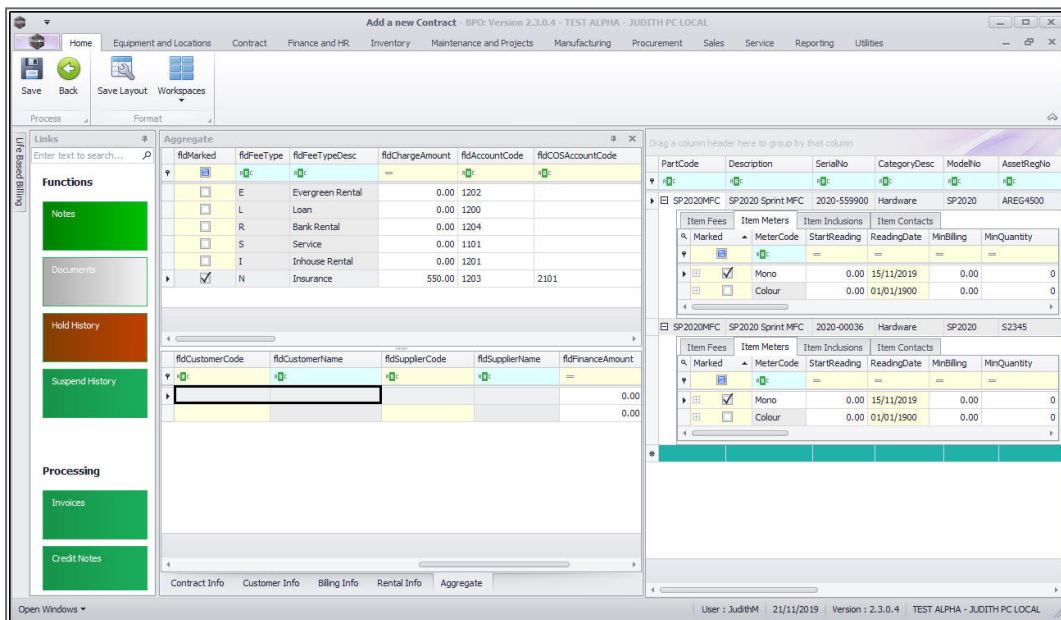 Add a new Contract - BPO: Version 2.3.0.4 - TEST ALPHA - JUDITH PC LOCAL
Home Equipment and Locations Contract Finance and HR Inventory Maintenance and Projects Manufacturing Procurement Sales Service Reporting Utilities
Save Back Save Layout Workspaces
Process Format
Life Based Billing
Links
Enter text to search...
Functions
Notes
Documents
Hold History
Suspend History
Processing
Invoices
Credit Notes
Aggregate
fldMarked fldFeeType fldFeeTypeDesc fldChargeAmount fldAccountCode fldCOSAccountCode
E Evergreen Rental 0.00 1202
L Loan 0.00 1200
R Bank Rental 0.00 1204
S Service 0.00 1101
I Inhouse Rental 0.00 1201
N Insurance 550.00 1203 2101
fldCustomerCode fldCustomerName fldSupplierCode fldSupplierName fldFinanceAmount
0.00
0.00
Contract Info Customer Info Billing Info Rental Info Aggregate
Drag a column header here to group by that column
PartCode Description SerialNo CategoryDesc ModelNo AssetRegNo
SP2020MFC SP2020 Sprint MFC 2020-559900 Hardware SP2020 AREG4500
Item Fees Item Meters Item Inclusions Item Contacts
Marked MeterCode StartReading ReadingDate MinBilling MinQuantity
Mono 0.00 15/11/2019 0.00 0
Colour 0.00 01/01/1900 0.00 0
SP2020MFC SP2020 Sprint MFC 2020-00036 Hardware SP2020 S2345
Item Fees Item Meters Item Inclusions Item Contacts
Marked MeterCode StartReading ReadingDate MinBilling MinQuantity
Mono 0.00 15/11/2019 0.00 0
Colour 0.00 01/01/1900 0.00 0
Open Windows User : JudithM 21/11/2019 Version : 2.3.0.4 TEST ALPHA - JUDITH PC LOCAL